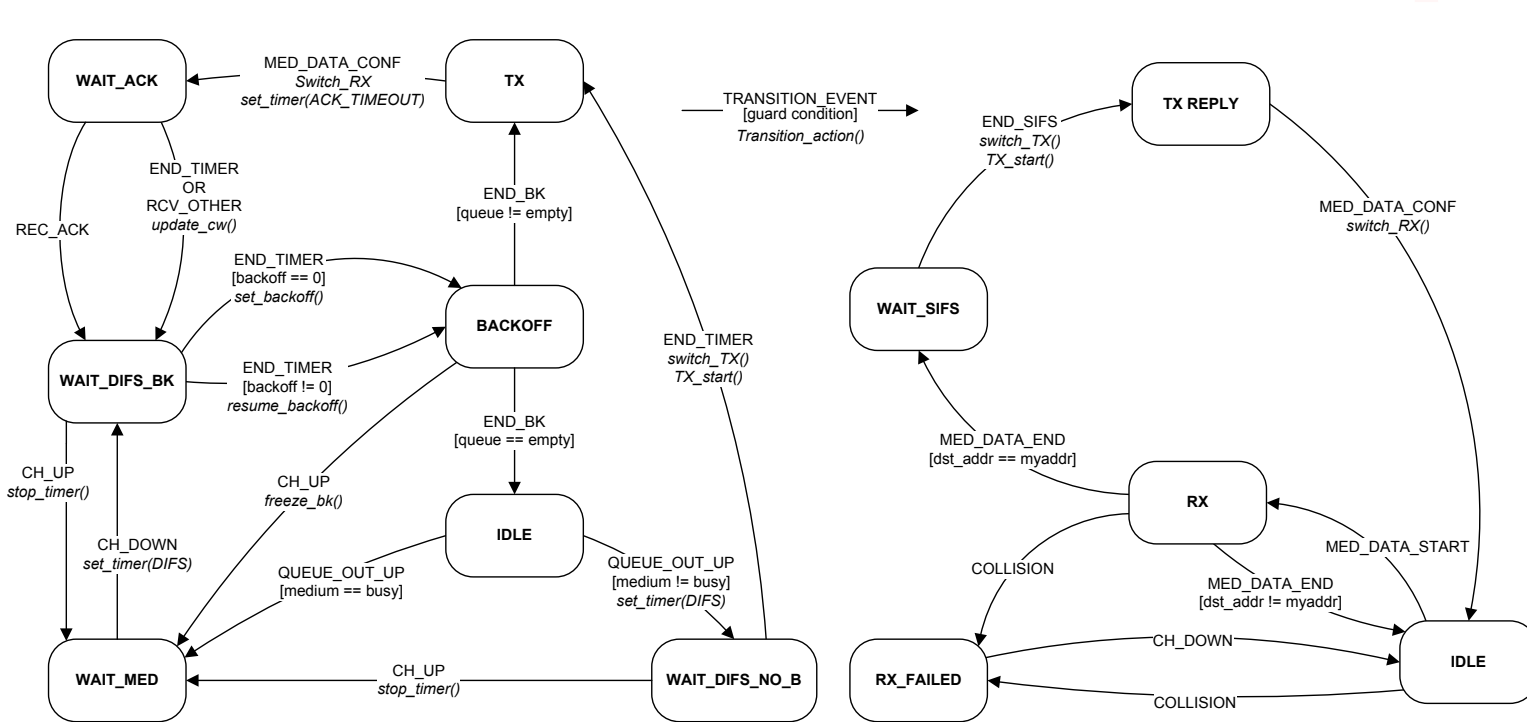 WAIT_ACK
MED_DATA_CONF
Switch_RX
set_timer(ACK_TIMEOUT)
TX
END_TIMER
OR
RCV_OTHER
update_cw()
REC_ACK
END_BK
[queue != empty]
END_TIMER
[backoff == 0]
set_backoff()
BACKOFF
WAIT_DIFS_BK
END_TIMER
[backoff != 0]
resume_backoff()
END_TIMER
switch_TX()
TX_start()
END_BK
[queue == empty]
CH_UP
stop_timer()
CH_UP
freeze_bk()
IDLE
CH_DOWN
set_timer(DIFS)
QUEUE_OUT_UP
[medium == busy]
QUEUE_OUT_UP
[medium != busy]
set_timer(DIFS)
WAIT_MED
CH_UP
stop_timer()
WAIT_DIFS_NO_B
TRANSITION_EVENT
[guard condition]
Transition_action()
TX REPLY
END_SIFS
switch_TX()
TX_start()
MED_DATA_CONF
switch_RX()
WAIT_SIFS
MED_DATA_END
[dst_addr == myaddr]
RX
MED_DATA_START
COLLISION
MED_DATA_END
[dst_addr != myaddr]
CH_DOWN
IDLE
RX_FAILED
COLLISION